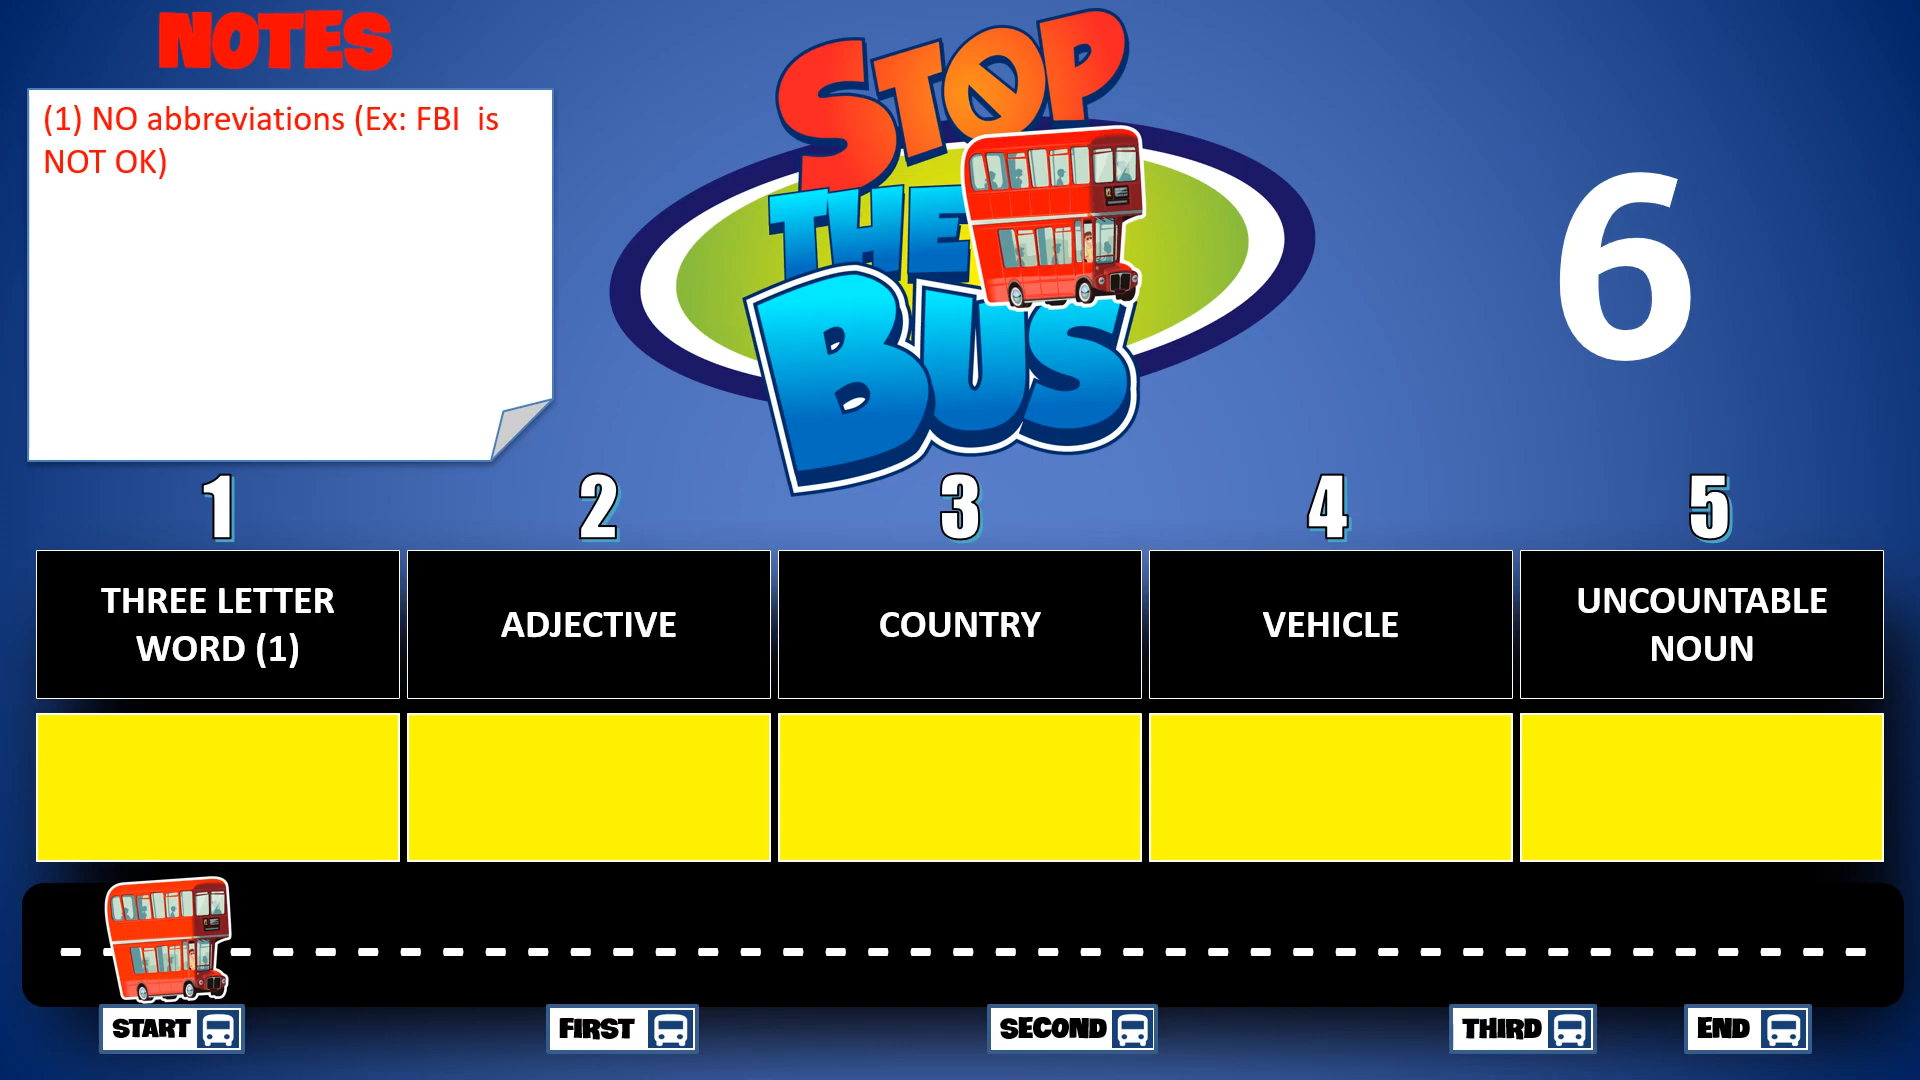 NOTES
(1) NO abbreviations (Ex: FBI is
NOT OK)
STOP
THE
BUS
6
1
2
3
4
5
THREE LETTER
WORD (1)
ADJECTIVE
COUNTRY
VEHICLE
UNCOUNTABLE
NOUN
START
FIRST
SECOND
THIRD
END